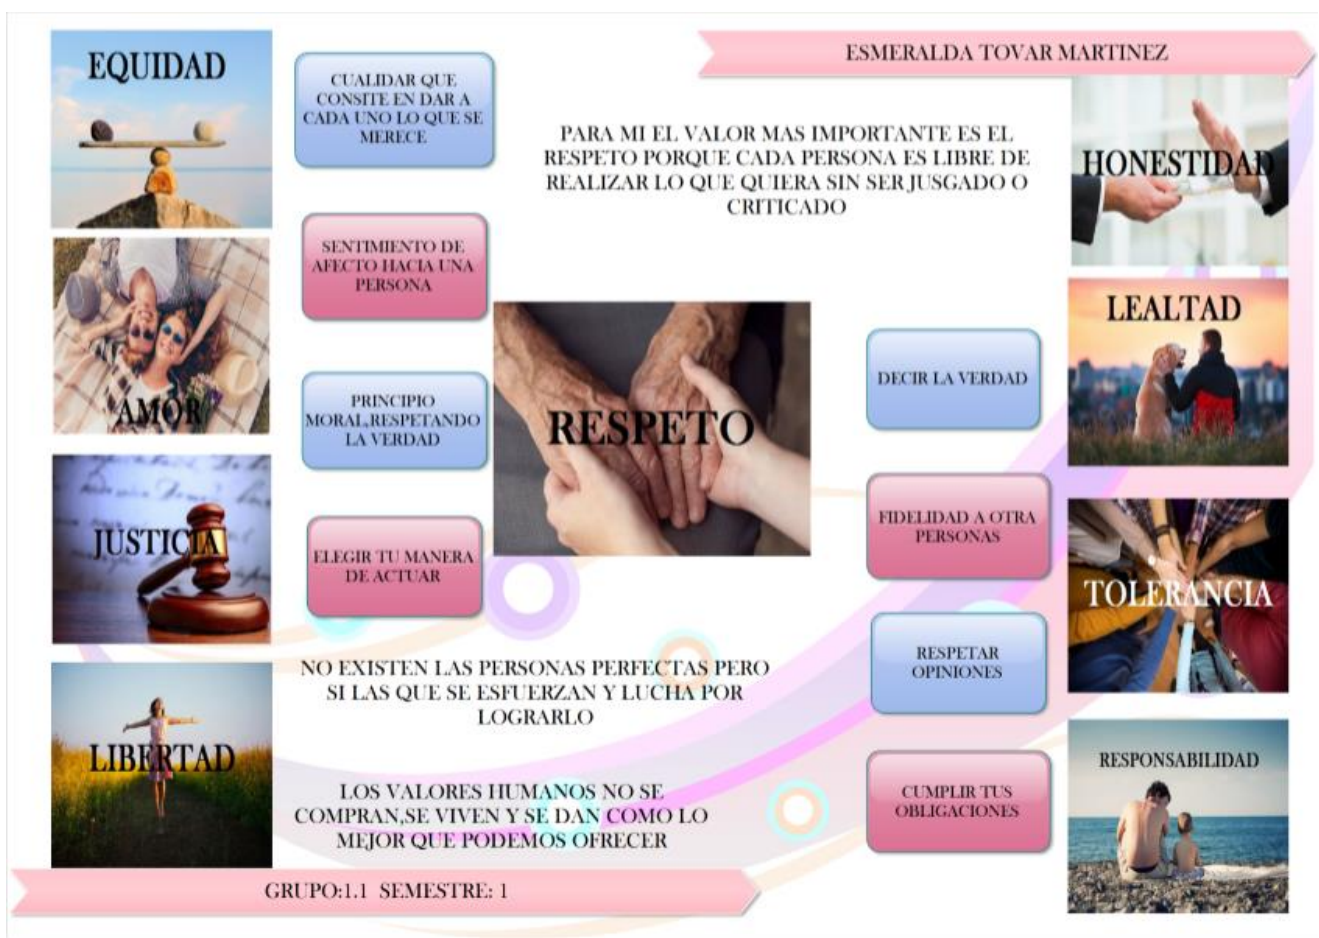 EQUIDAD
CUALIDAR QUE
CONSITE EN DAR A
CADA UNO LO QUE SE
MERECE
ESMERALDA TOVAR MARTINEZ
PARA MI EL VALOR MAS IMPORTANTE ES EL
RESPETO PORQUE CADA PERSONA ES LIBRE DE
REALIZAR LO QUE QUIERA SIN SER JUSGADO O
CRITICADO
HONESTIDAD
SENTIMIENTO DE
AFECTO HACIA UNA
PERSONA
AMOR
LEALTAD
DECIR LA VERDAD
PRINCIPIO
MORAL,RESPETANDO
LA VERDAD
RESPETO
JUSTICIA
ELEGIR TU MANERA
DE ACTUAR
FIDELIDAD A OTRA
PERSONAS
TOLERANCIA
RESPETAR
OPINIONES
NO EXISTEN LAS PERSONAS PERFECTAS PERO
SI LAS QUE SE ESFUERZAN Y LUCHA POR
LOGRARLO
LIBERTAD
RESPONSABILIDAD
LOS VALORES HUMANOS NO SE
COMPRAN,SE VIVEN Y SE DAN COMO LO
MEJOR QUE PODEMOS OFRECER
CUMPLIR TUS
OBLIGACIONES
GRUPO:1.1 SEMESTRE: 1